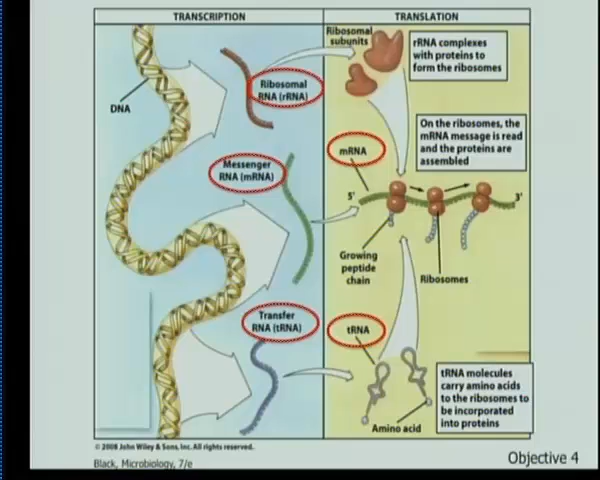 TRANSCRIPTION
TRANSLATION
DNA
Ribosomal
RNA (rRNA)
Messenger
RNA (mRNA)
Transfer
RNA (tRNA)
Ribosomal
subunits
rRNA complexes
with proteins to
form the ribosomes
On the ribosomes, the
mRNA message is read
and the proteins are
assembled
mRNA
5'
3'
Growing
peptide
chain
Ribosomes
tRNA
Amino acid
tRNA molecules
carry amino acids
to the ribosomes to
be incorporated
into proteins
© 2008 John Wiley & Sons, Inc. All rights reserved.
Black, Microbiology, 7/e
Objective 4